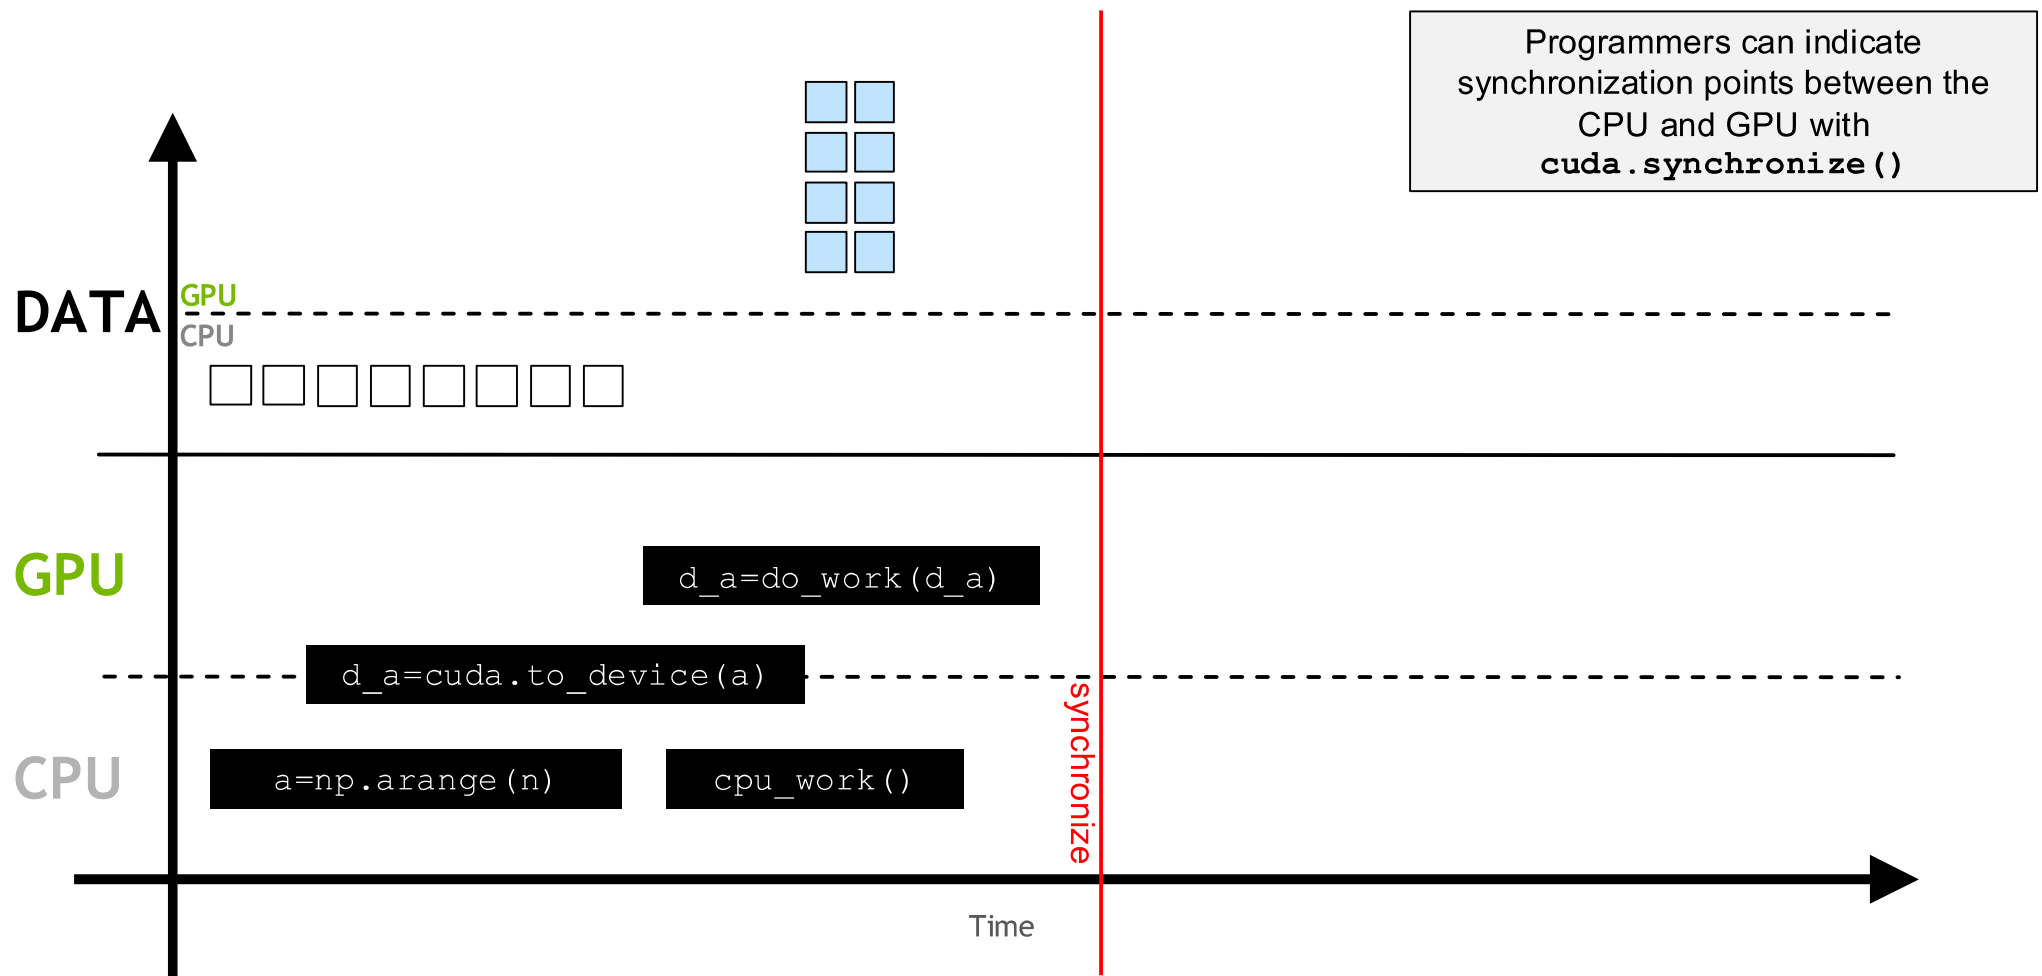 Programmers can indicate
synchronization points between the
CPU and GPU with
cuda.synchronize()
DATA
GPU
CPU
GPU
d_a=do_work(d_a)
d_a=cuda.to_device(a)
synchronize
CPU
a=np.arange(n)
cpu_work()
Time